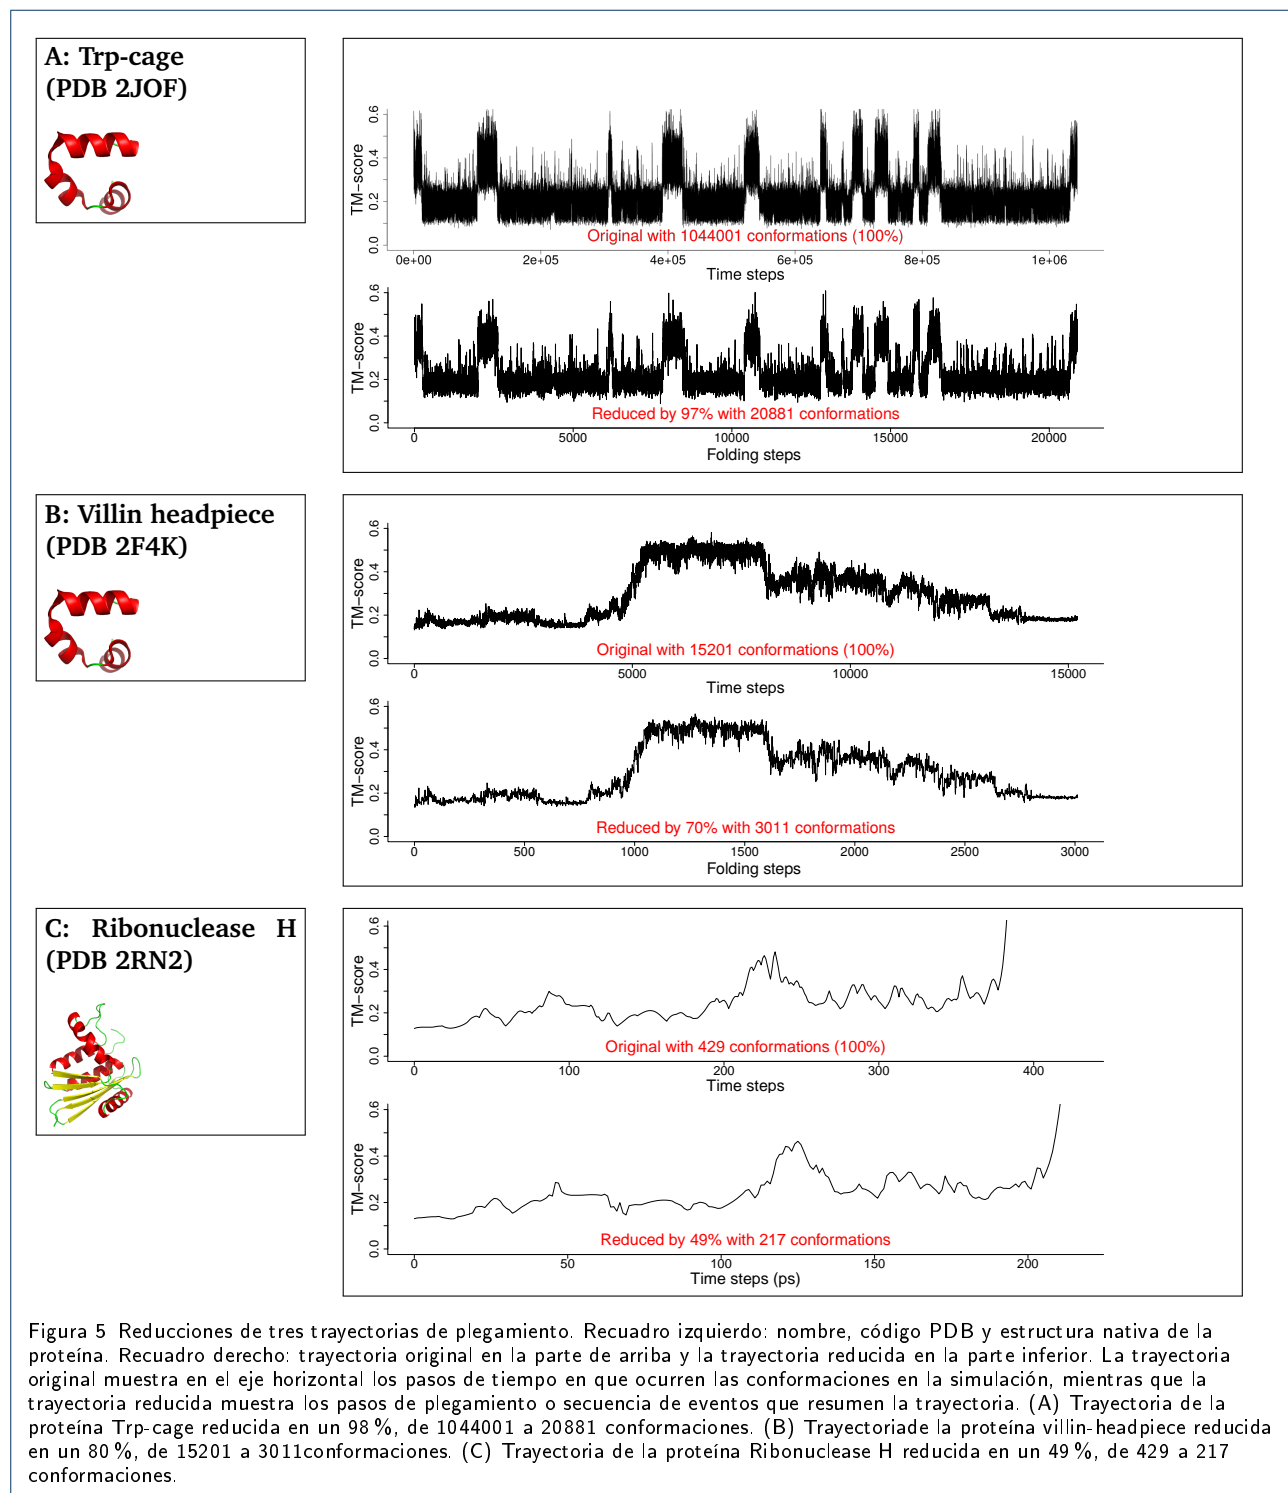 A: Trp-cage
(PDB 2JOF)
TM−score
0.0 0.2 0.4 0.6
Original with 1044001 conformations (100%)
0e+00 2e+05 4e+05 6e+05 8e+05 1e+06
Time steps
TM−score
0.0 0.2 0.4 0.6
Reduced by 97% with 20881 conformations
0 5000 10000 15000 20000
Folding steps
B: Villin headpiece
(PDB 2F4K)
TM−score
0.0 0.2 0.4 0.6
Original with 15201 conformations (100%)
0 5000 10000 15000
Time steps
TM−score
0.0 0.2 0.4 0.6
Reduced by 70% with 3011 conformations
0 500 1000 1500 2000 2500 3000
Folding steps
C: Ribonuclease H
(PDB 2RN2)
TM−score
0.0 0.2 0.4 0.6
Original with 429 conformations (100%)
0 100 200 300 400
Time steps
TM−score
0.0 0.2 0.4 0.6
Reduced by 49% with 217 conformations
0 50 100 150 200
Time steps (ps)
Figura 5 Reducciones de tres trayectorias de plegamiento. Recuadro izquierdo: nombre, código PDB y estructura nativa de la
proteína. Recuadro derecho: trayectoria original en la parte de arriba y la trayectoria reducida en la parte inferior. La trayectoria
original muestra en el eje horizontal los pasos de tiempo en que ocurren las conformaciones en la simulación, mientras que la
trayectoria reducida muestra los pasos de plegamiento o secuencia de eventos que resumen la trayectoria. (A) Trayectoria de la
proteína Trp-cage reducida en un 98 %, de 1044001 a 20881 conformaciones. (B) Trayectoriade la proteína villin-headpiece reducida
en un 80 %, de 15201 a 3011conformaciones. (C) Trayectoria de la proteína Ribonuclease H reducida en un 49 %, de 429 a 217
conformaciones.